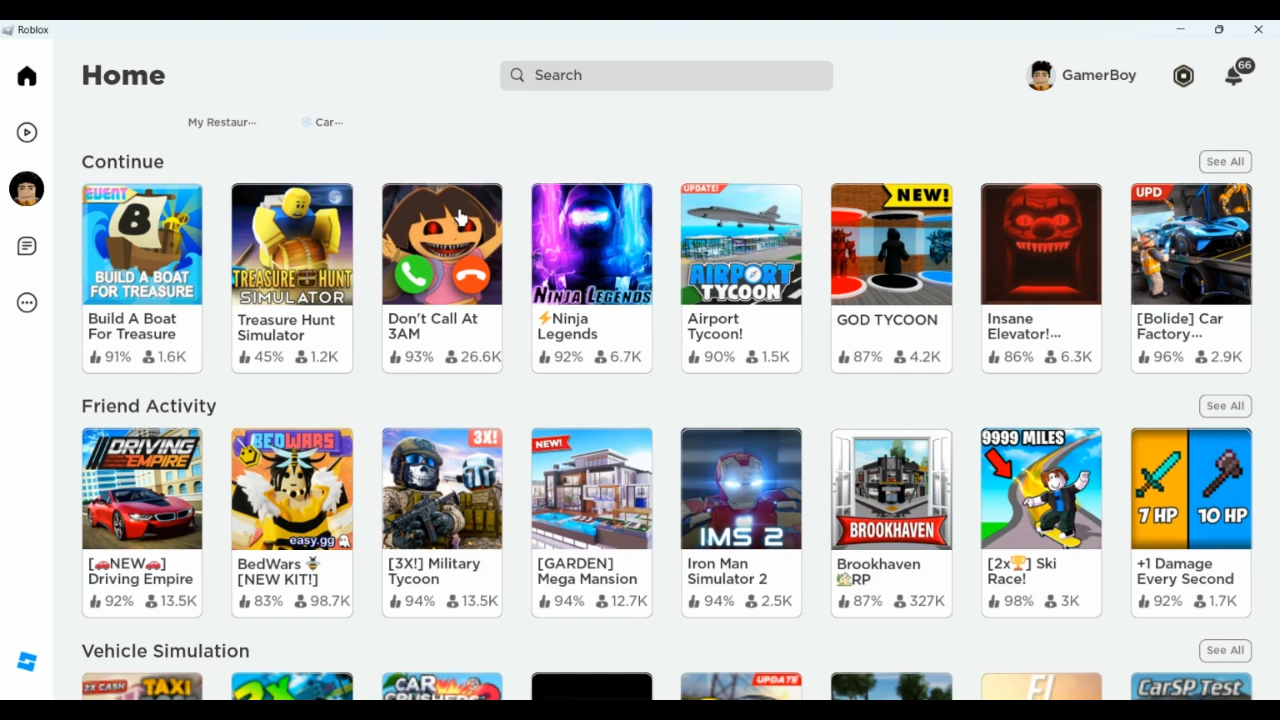 Roblox
Home
Search
GamerBoy
66
My Restaur...
Car...
Continue
See All
EVENT
B
BUILD A BOAT
FOR TREASURE
Build A Boat
For Treasure
91% 1.6K
TREASURE HUNT
SIMULATOR
Treasure Hunt
Simulator
45% 1.2K
Don't Call At
3AM
93% 26.6K
NINJA LEGENDS
⚡Ninja
Legends
92% 6.7K
UPDATE!
AIRPORT
TYCOON
Airport
Tycoon!
90% 1.5K
NEW!
GOD TYCOON
87% 4.2K
Insane
Elevator!...
86% 6.3K
UPD
[Bolide] Car
Factory...
96% 2.9K
Friend Activity
See All
DRIVING
EMPIRE
[🚗NEW🚗]
Driving Empire
92% 13.5K
BEDWARS
easy.gg
BedWars 🐝
[NEW KIT!]
83% 98.7K
3X!
[3X!] Military
Tycoon
94% 13.5K
NEW!
[GARDEN]
Mega Mansion
94% 12.7K
IMS 2
Iron Man
Simulator 2
94% 2.5K
BROOKHAVEN
Brookhaven
🏡RP
87% 327K
9999 MILES
[2x🏆] Ski
Race!
98% 3K
7 HP
10 HP
+1 Damage
Every Second
92% 1.7K
Vehicle Simulation
See All
2X CASH TAXI
2X
CAR
CRUSHERS 2
UPDATE
CarSP Test